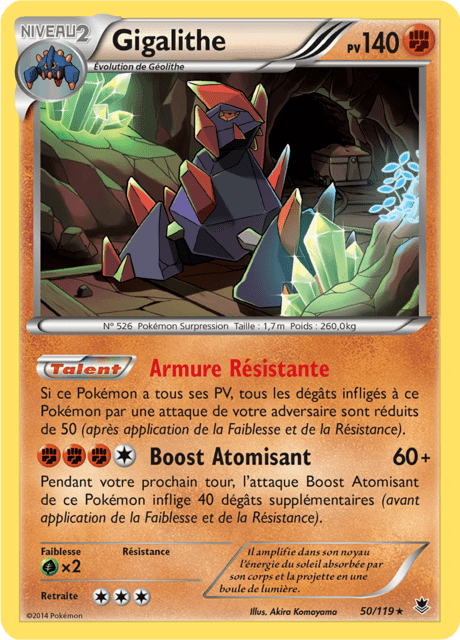 NIVEAU2
Gigalithe
PV140
Évolution de Géolithe
N° 526 Pokémon Surpression Taille : 1,7m Poids : 260,0kg
Talent Armure Résistante
Si ce Pokémon a tous ses PV, tous les dégâts infligés à ce
Pokémon par une attaque de votre adversaire sont réduits
de 50 (après application de la Faiblesse et de la Résistance).
Boost Atomisant 60+
Pendant votre prochain tour, l'attaque Boost Atomisant
de ce Pokémon inflige 40 dégâts supplémentaires (avant
application de la Faiblesse et de la Résistance).
Faiblesse Résistance
×2
Retraite
Il amplifie dans son noyau
l'énergie du soleil absorbée par
son corps et la projette en une
boule de lumière.
©2014 Pokémon
Illus. Akira Komayama
50/119★